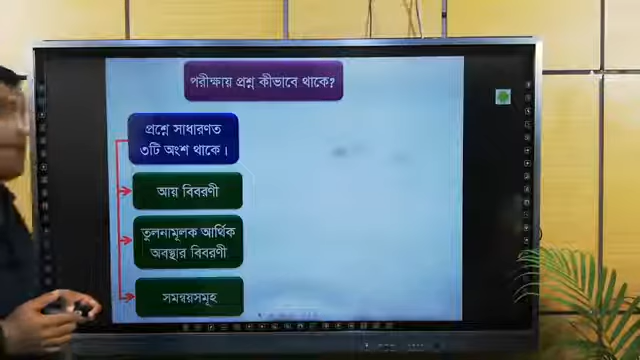 পরীক্ষায় প্রশ্ন কীভাবে থাকে?
প্রশ্নে সাধারণত
৩টি অংশ থাকে।
আয় বিবরণী
তুলনামূলক আর্থিক
অবস্থার বিবরণী
সমন্বয়সমূহ